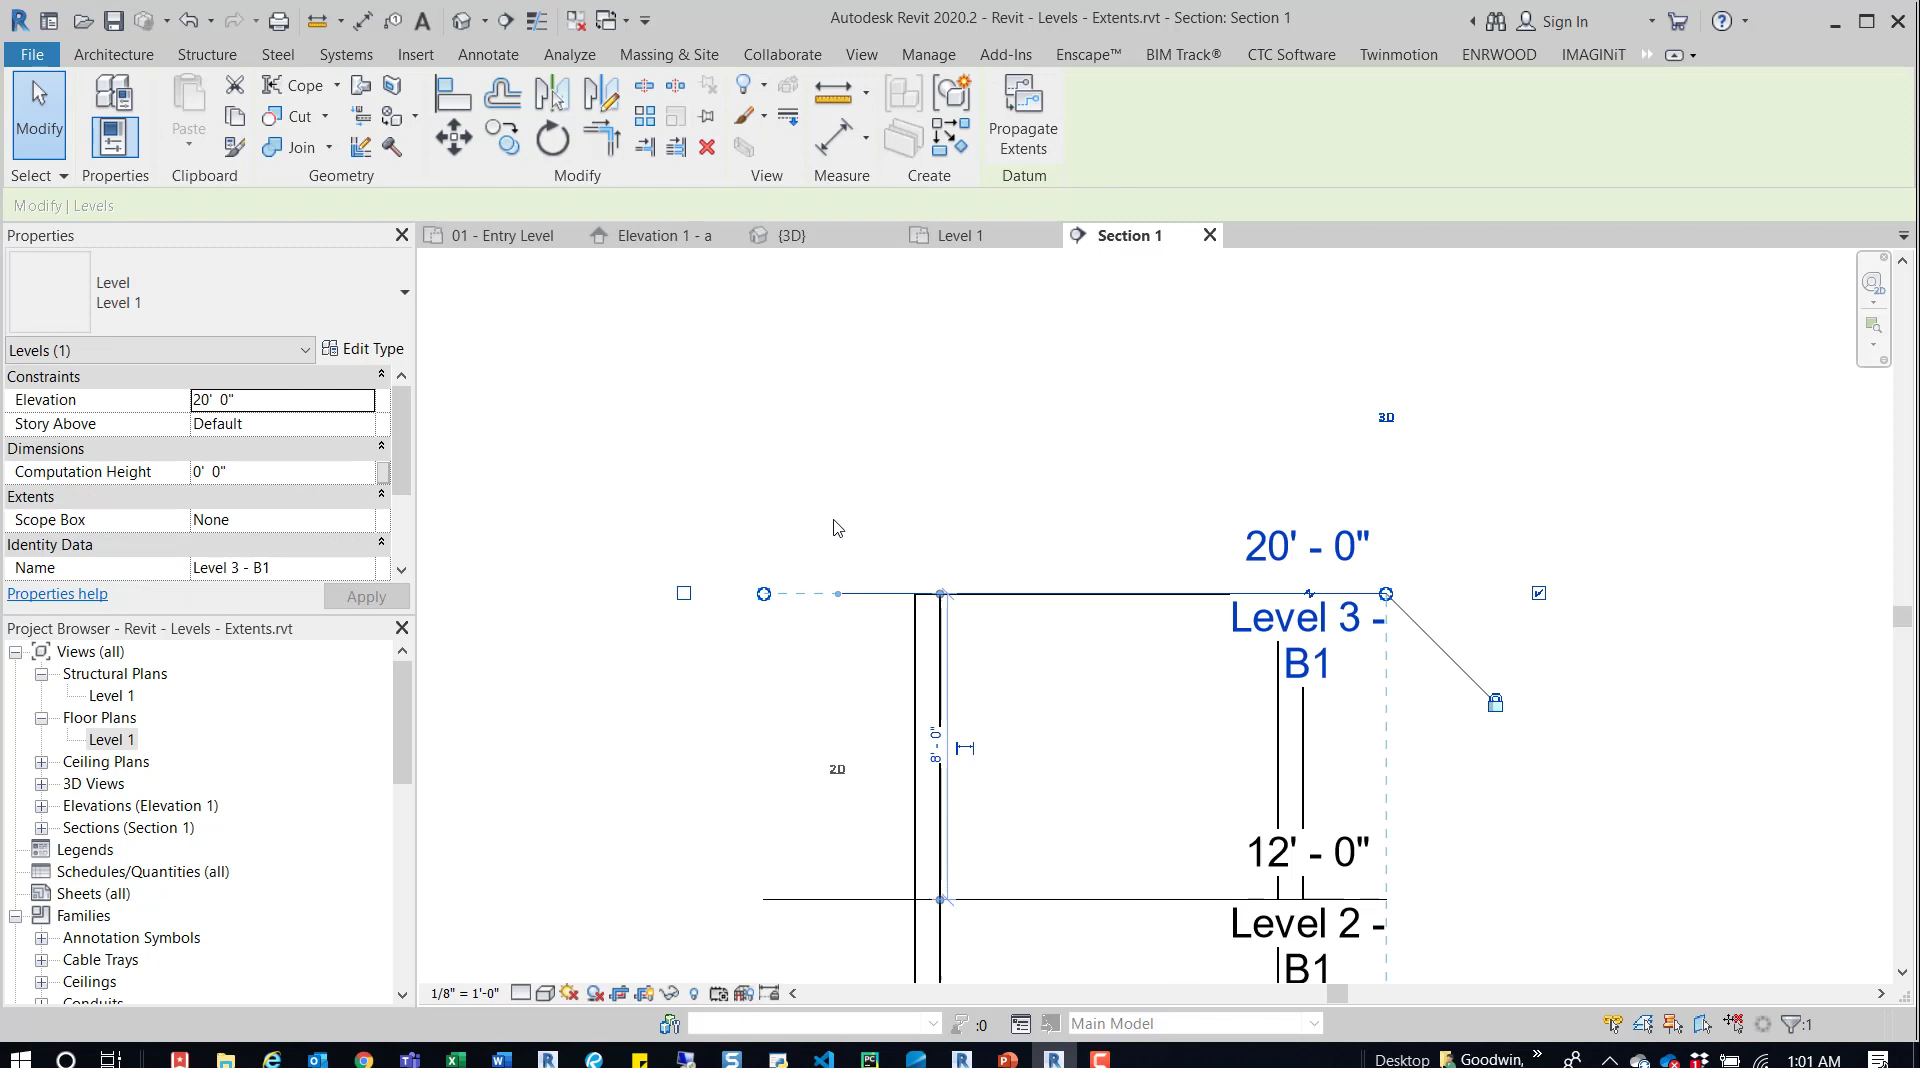 Autodesk Revit 2020.2 - Revit - Levels - Extents.rvt - Section: Section 1
Sign In
File Architecture Structure Steel Systems Insert Annotate Analyze Massing & Site Collaborate View Manage Add-Ins Enscape™ BIM Track® CTC Software Twinmotion ENRWOOD IMAGINiT
Modify Paste Cope Cut Join Propagate Extents
Select Properties Clipboard Geometry Modify View Measure Create Datum
Modify | Levels
Properties
01 - Entry Level Elevation 1 - a {3D} Level 1 Section 1
Level
Level 1
Levels (1) Edit Type
Constraints
Elevation 20' 0"
Story Above Default
Dimensions
Computation Height 0' 0"
Extents
Scope Box None
Identity Data
Name Level 3 - B1
Properties help Apply
Project Browser - Revit - Levels - Extents.rvt
Views (all)
Structural Plans
Level 1
Floor Plans
Level 1
Ceiling Plans
3D Views
Elevations (Elevation 1)
Sections (Section 1)
Legends
Schedules/Quantities (all)
Sheets (all)
Families
Annotation Symbols
Cable Trays
Ceilings
Conduits
3D
20' - 0"
Level 3 -
B1
8' - 0"
2D
12' - 0"
Level 2 -
B1
2D
1/8" = 1'-0"
:0 Main Model :1
Desktop Goodwin, 1:01 AM